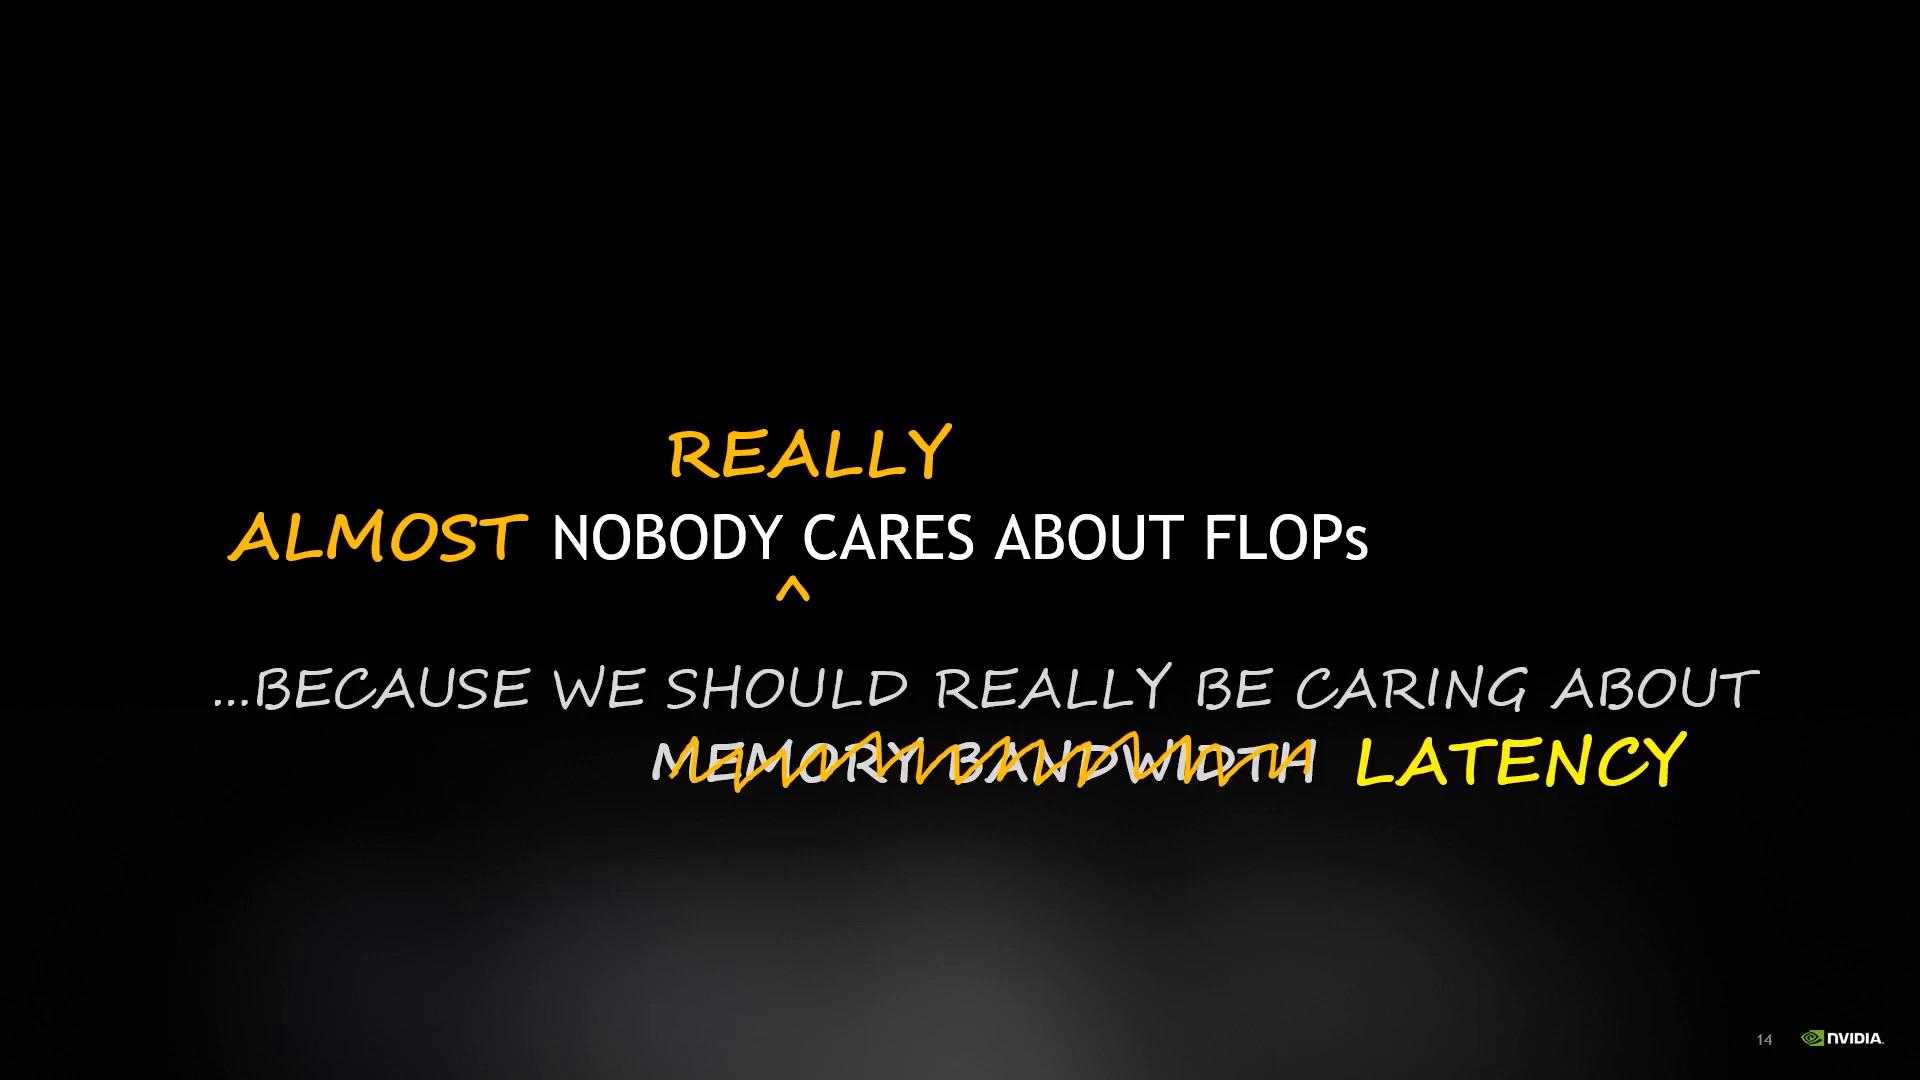 REALLY
ALMOST NOBODY CARES ABOUT FLOPs
^
...BECAUSE WE SHOULD REALLY BE CARING ABOUT
MEMORY BANDWIDTH LATENCY
14 NVIDIA.